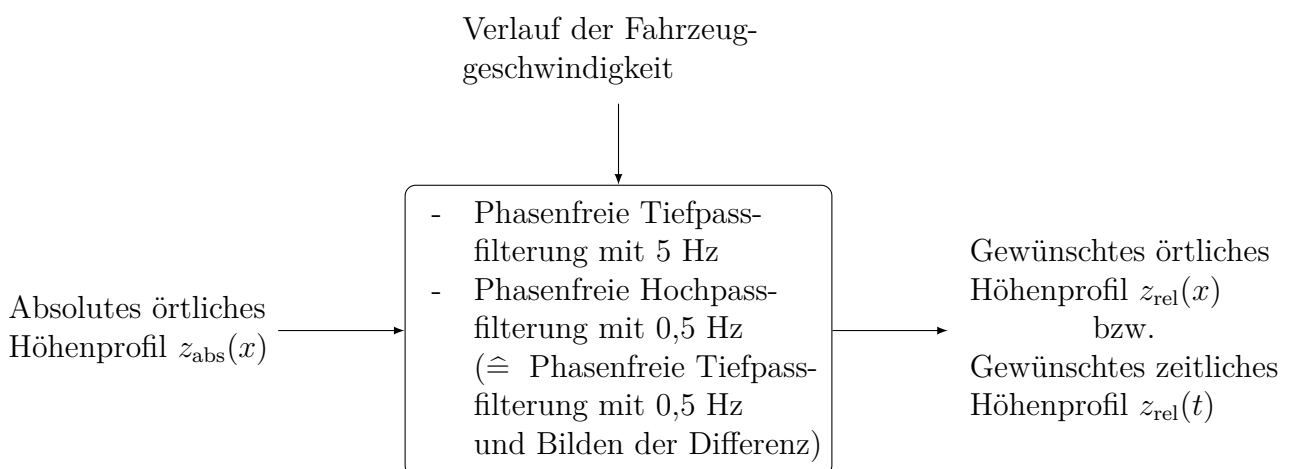 Verlauf der Fahrzeug-
geschwindigkeit
Absolutes örtliches
Höhenprofil z_abs(x)
- Phasenfreie Tiefpass-
filterung mit 5 Hz
- Phasenfreie Hochpass-
filterung mit 0,5 Hz
(≙ Phasenfreie Tiefpass-
filterung mit 0,5 Hz
und Bilden der Differenz)
Gewünschtes örtliches
Höhenprofil z_rel(x)
bzw.
Gewünschtes zeitliches
Höhenprofil z_rel(t)